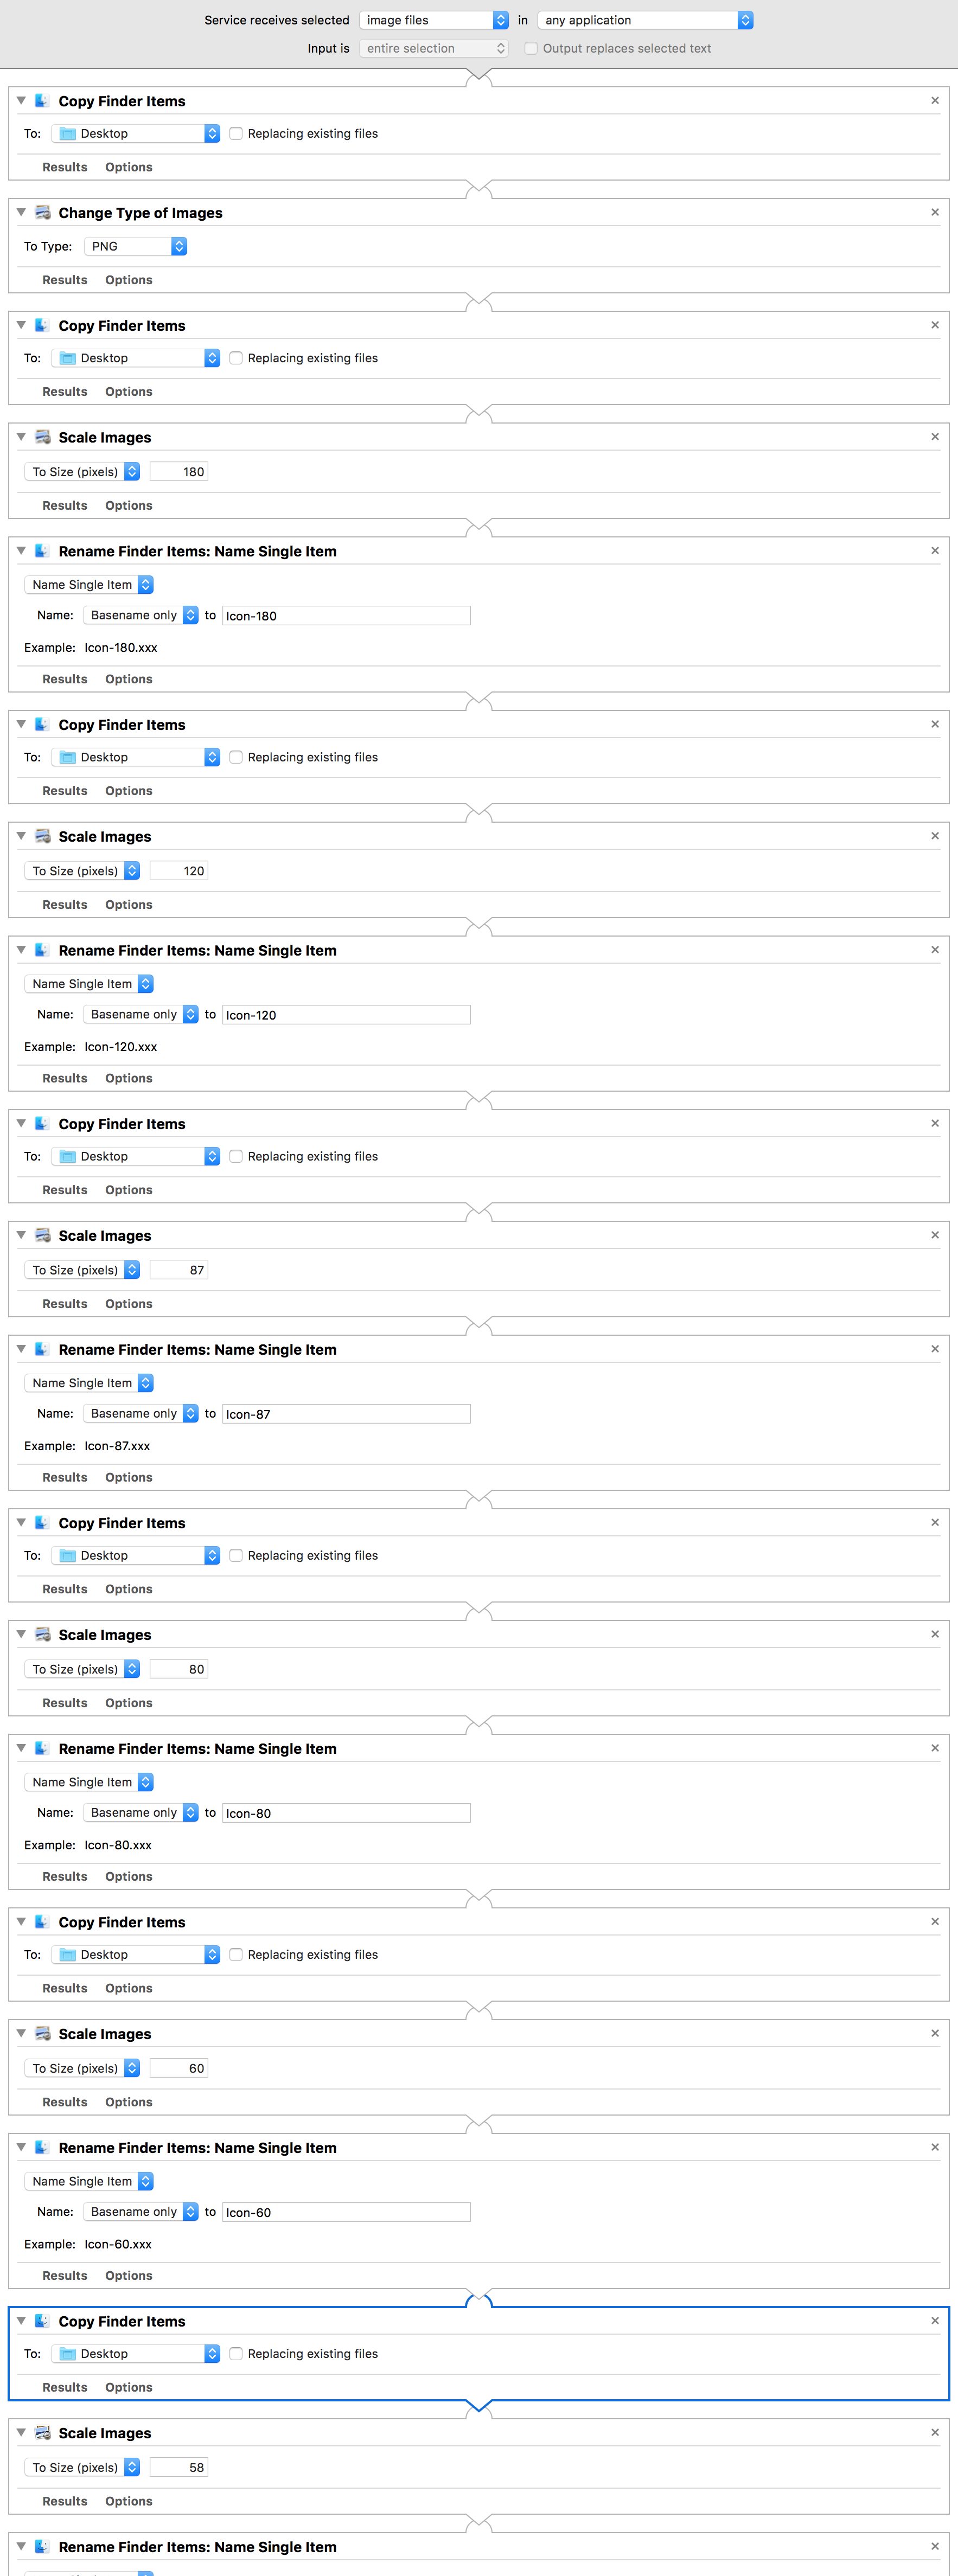 Service receives selected image files in any application
Input is entire selection Output replaces selected text
Copy Finder Items
To: Desktop Replacing existing files
Results Options
Change Type of Images
To Type: PNG
Results Options
Copy Finder Items
To: Desktop Replacing existing files
Results Options
Scale Images
To Size (pixels) 180
Results Options
Rename Finder Items: Name Single Item
Name Single Item
Name: Basename only to Icon-180
Example: Icon-180.xxx
Results Options
Copy Finder Items
To: Desktop Replacing existing files
Results Options
Scale Images
To Size (pixels) 120
Results Options
Rename Finder Items: Name Single Item
Name Single Item
Name: Basename only to Icon-120
Example: Icon-120.xxx
Results Options
Copy Finder Items
To: Desktop Replacing existing files
Results Options
Scale Images
To Size (pixels) 87
Results Options
Rename Finder Items: Name Single Item
Name Single Item
Name: Basename only to Icon-87
Example: Icon-87.xxx
Results Options
Copy Finder Items
To: Desktop Replacing existing files
Results Options
Scale Images
To Size (pixels) 80
Results Options
Rename Finder Items: Name Single Item
Name Single Item
Name: Basename only to Icon-80
Example: Icon-80.xxx
Results Options
Copy Finder Items
To: Desktop Replacing existing files
Results Options
Scale Images
To Size (pixels) 60
Results Options
Rename Finder Items: Name Single Item
Name Single Item
Name: Basename only to Icon-60
Example: Icon-60.xxx
Results Options
Copy Finder Items
To: Desktop Replacing existing files
Results Options
Scale Images
To Size (pixels) 58
Results Options
Rename Finder Items: Name Single Item